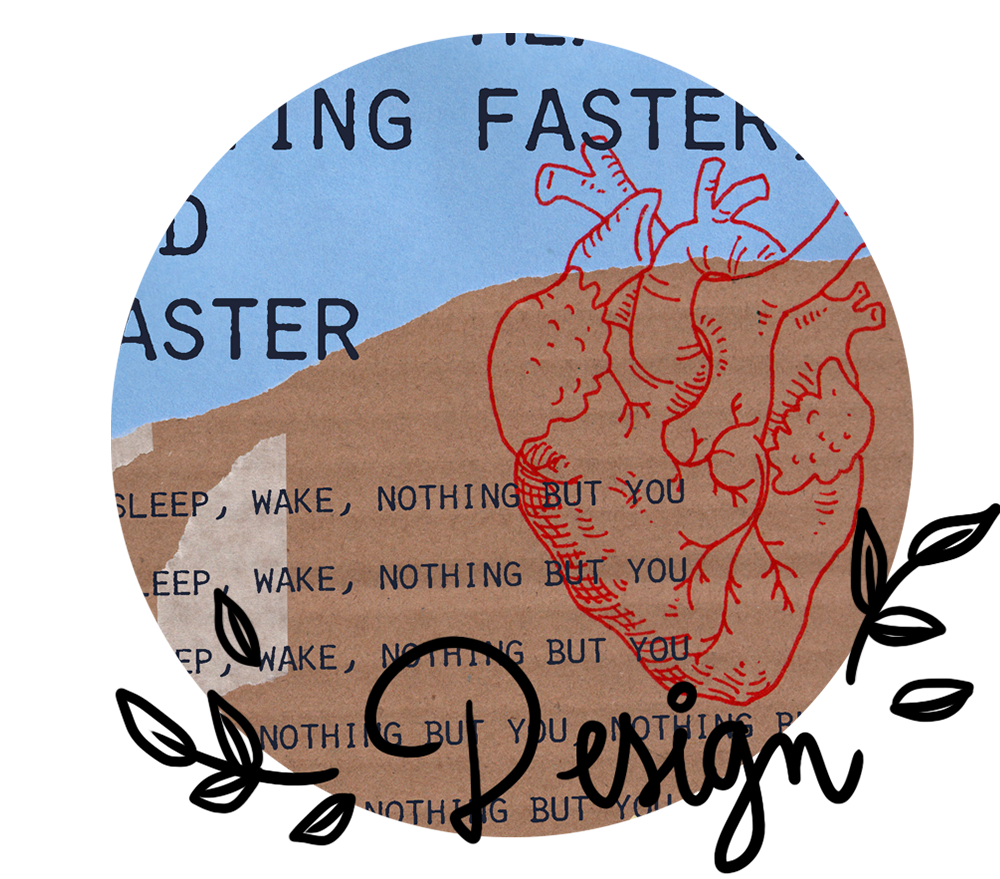 ING FASTER,
D
ASTER
SLEEP, WAKE, NOTHING BUT YOU
LEEP, WAKE, NOTHING BUT YOU
EP, WAKE, NOTHING BUT YOU
NOTHING BUT YOU, NOTHING
NOTHING BUT YOU
Design